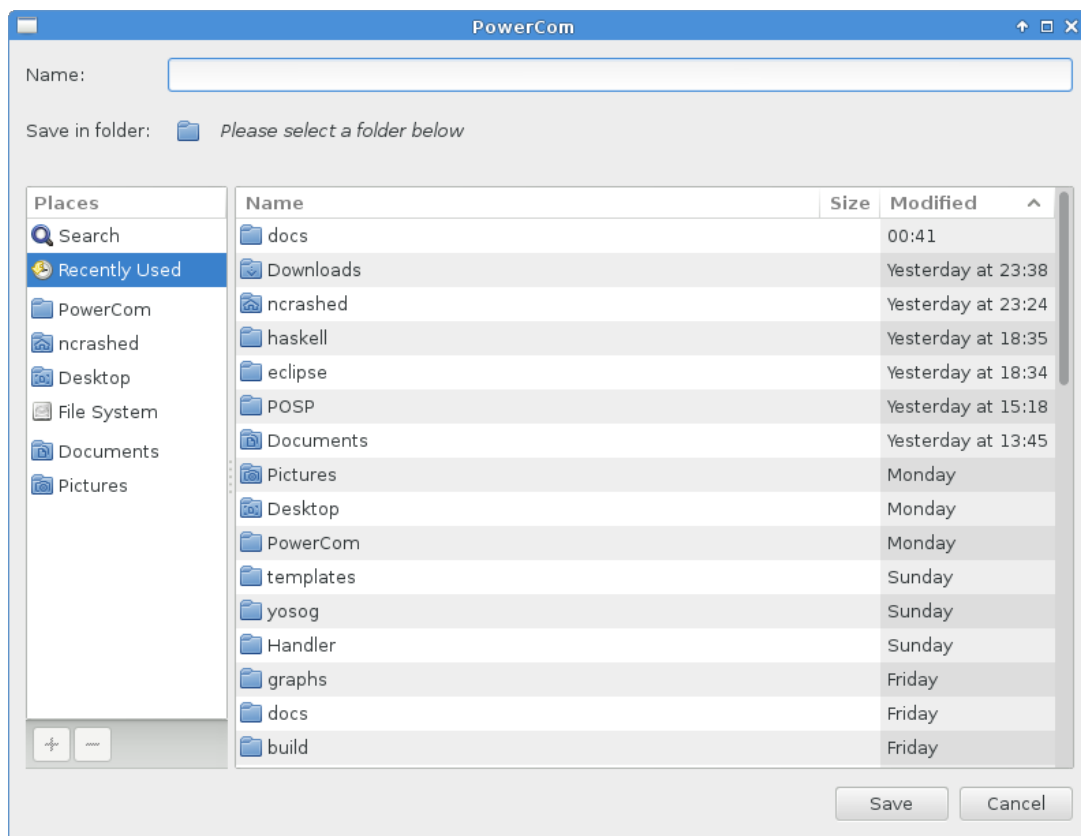 PowerCom
Name:
Save in folder: Please select a folder below
Places
Search
Recently Used
PowerCom
ncrashed
Desktop
File System
Documents
Pictures
Name Size Modified
docs 00:41
Downloads Yesterday at 23:38
ncrashed Yesterday at 23:24
haskell Yesterday at 18:35
eclipse Yesterday at 18:34
POSP Yesterday at 15:18
Documents Yesterday at 13:45
Pictures Monday
Desktop Monday
PowerCom Monday
templates Sunday
yosog Sunday
Handler Sunday
graphs Friday
docs Friday
build Friday
Save Cancel